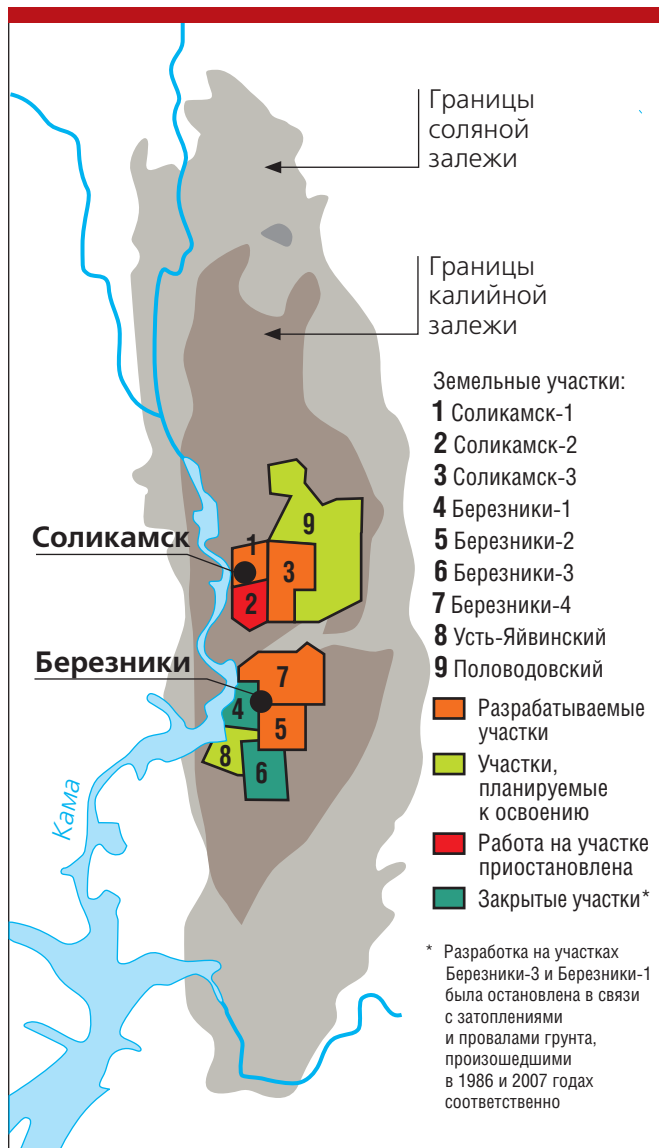 Границы
соляной
залежи
Границы
калийной
залежи
Земельные участки:
1 Соликамск-1
2 Соликамск-2
3 Соликамск-3
4 Березники-1
5 Березники-2
6 Березники-3
7 Березники-4
8 Усть-Яйвинский
9 Половодовский
Разрабатываемые
участки
Участки,
планируемые
к освоению
Работа на участке
приостановлена
Закрытые участки*
* Разработка на участках
Березники-3 и Березники-1
была остановлена в связи
с затоплениями
и провалами грунта,
произошедшими
в 1986 и 2007 годах
соответственно
Соликамск
Березники
Кама
9
1
3
2
7
4
5
8
6